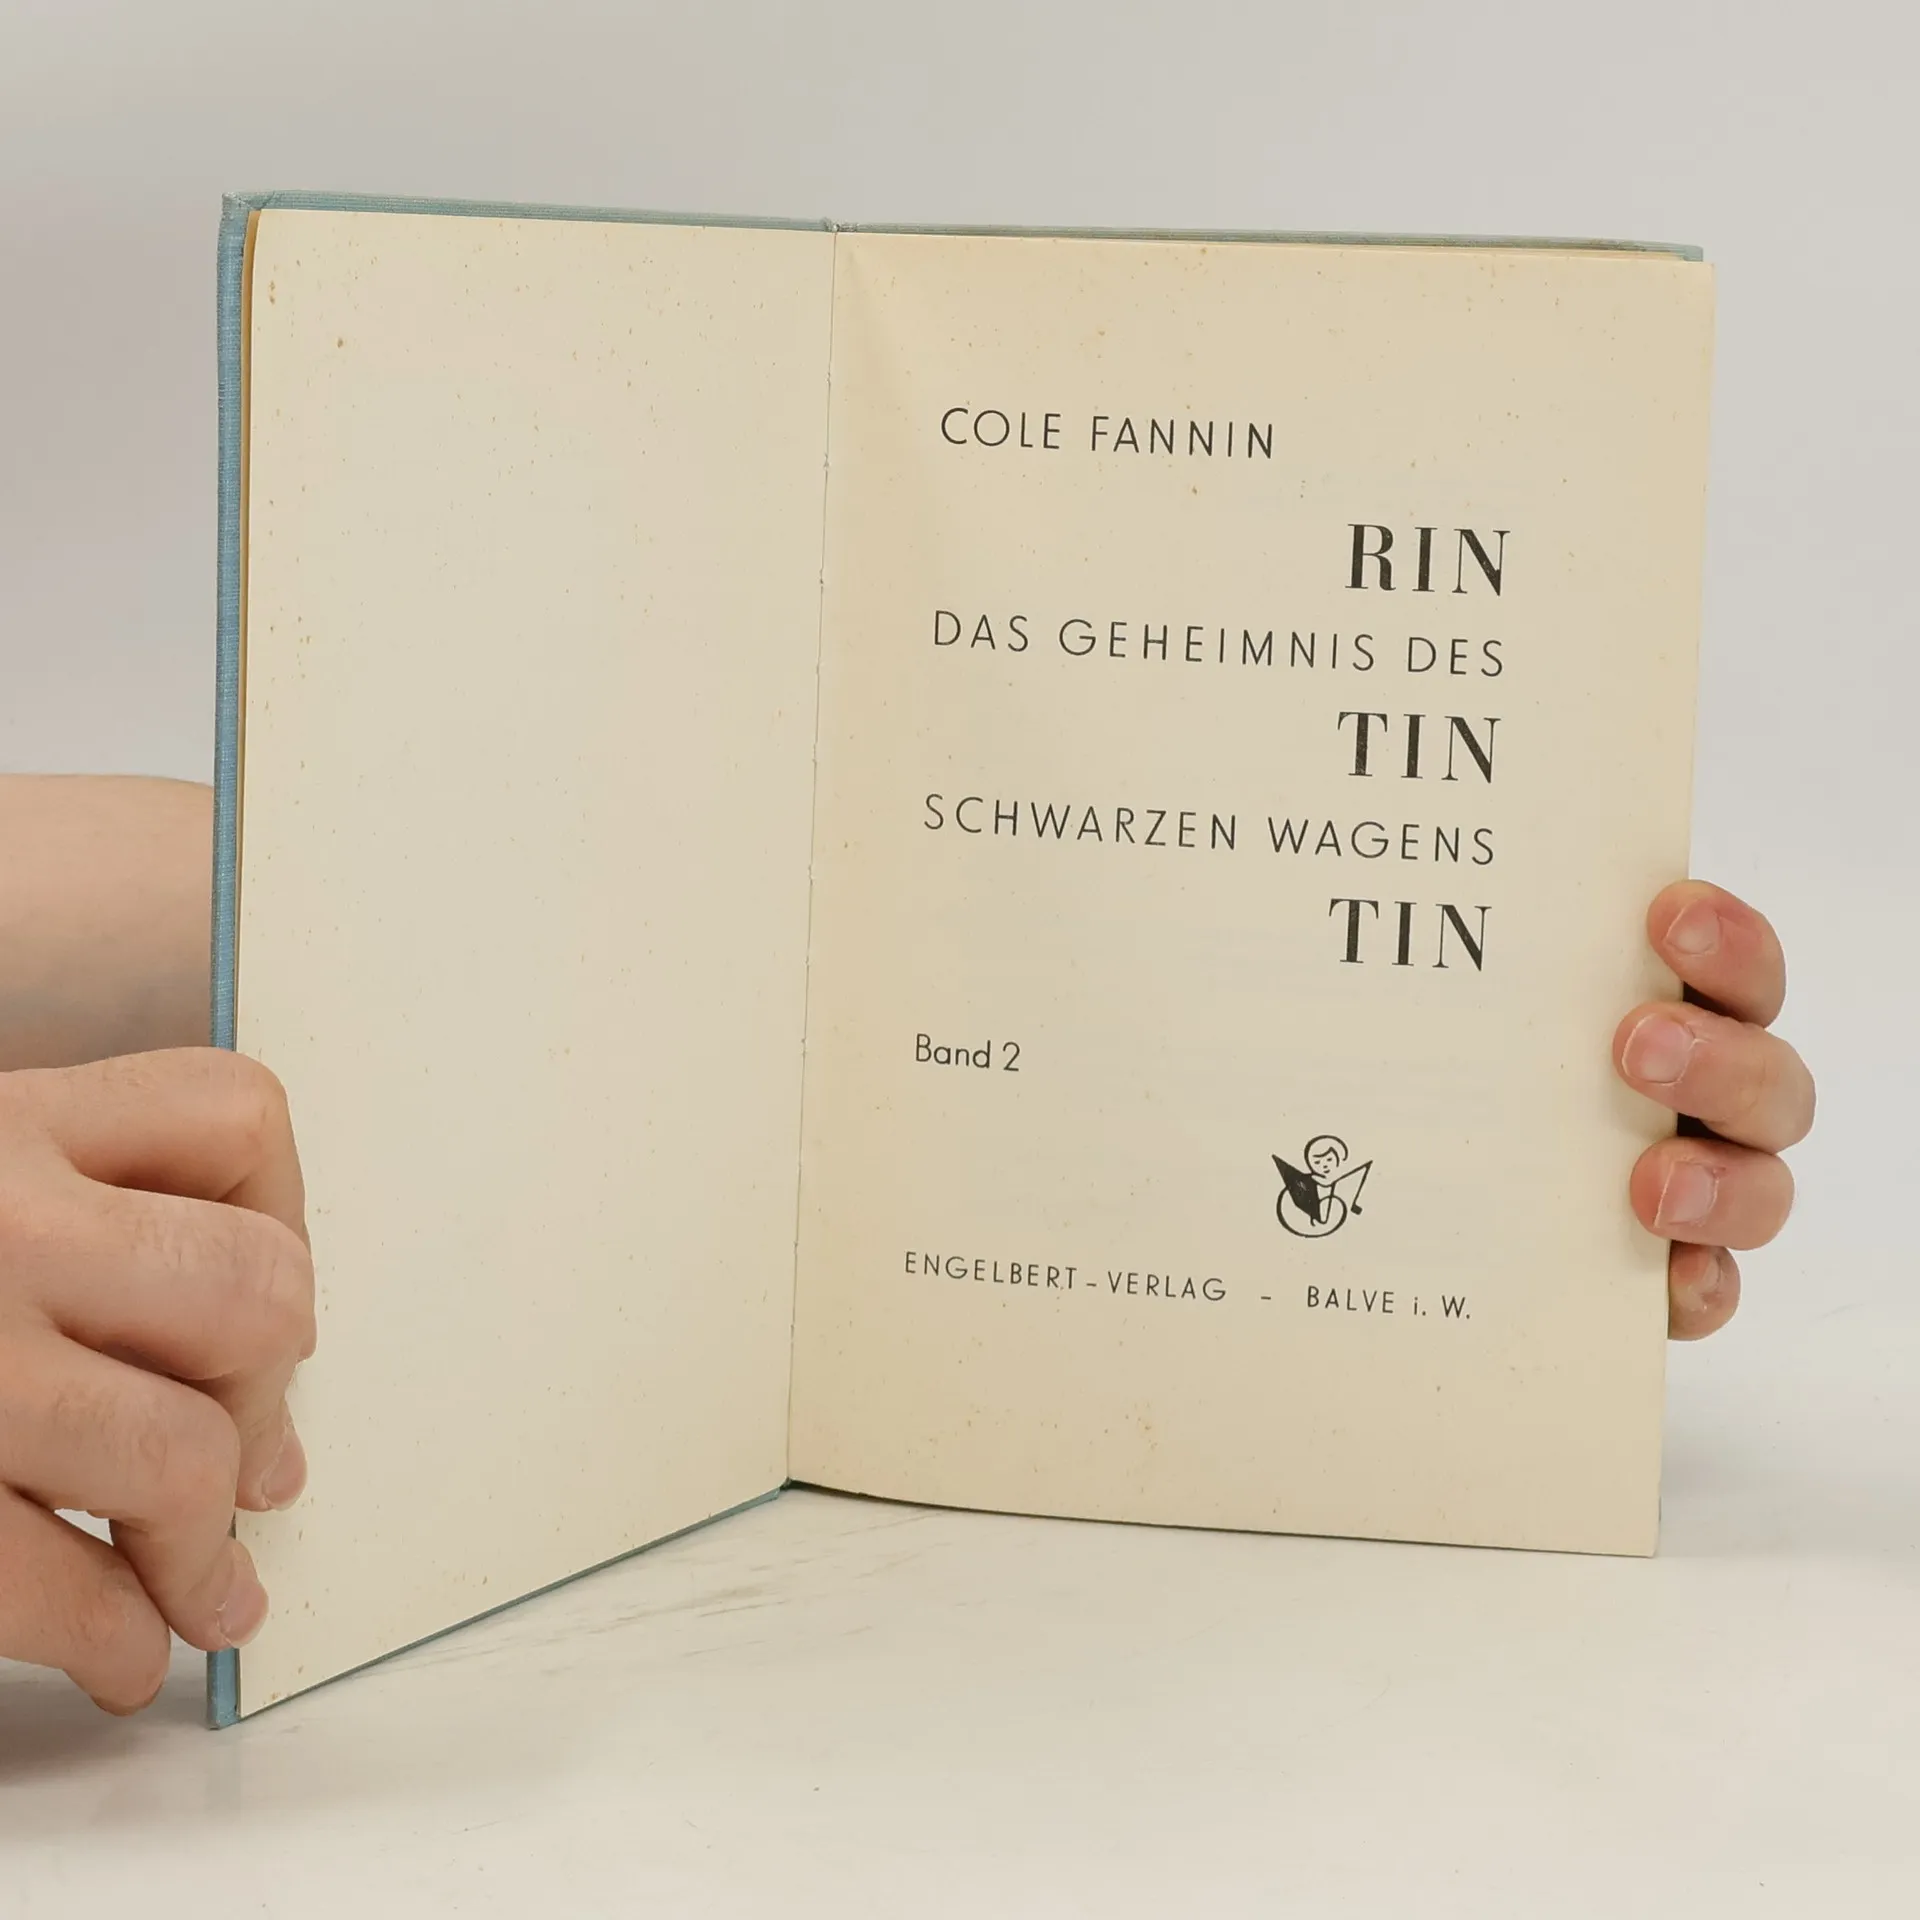 COLE FANNIN
RIN
DAS GEHEIMNIS DES
TIN
SCHWARZEN WAGENS
TIN
Band 2
ENGELBERT-VERLAG - BALVE i. W.